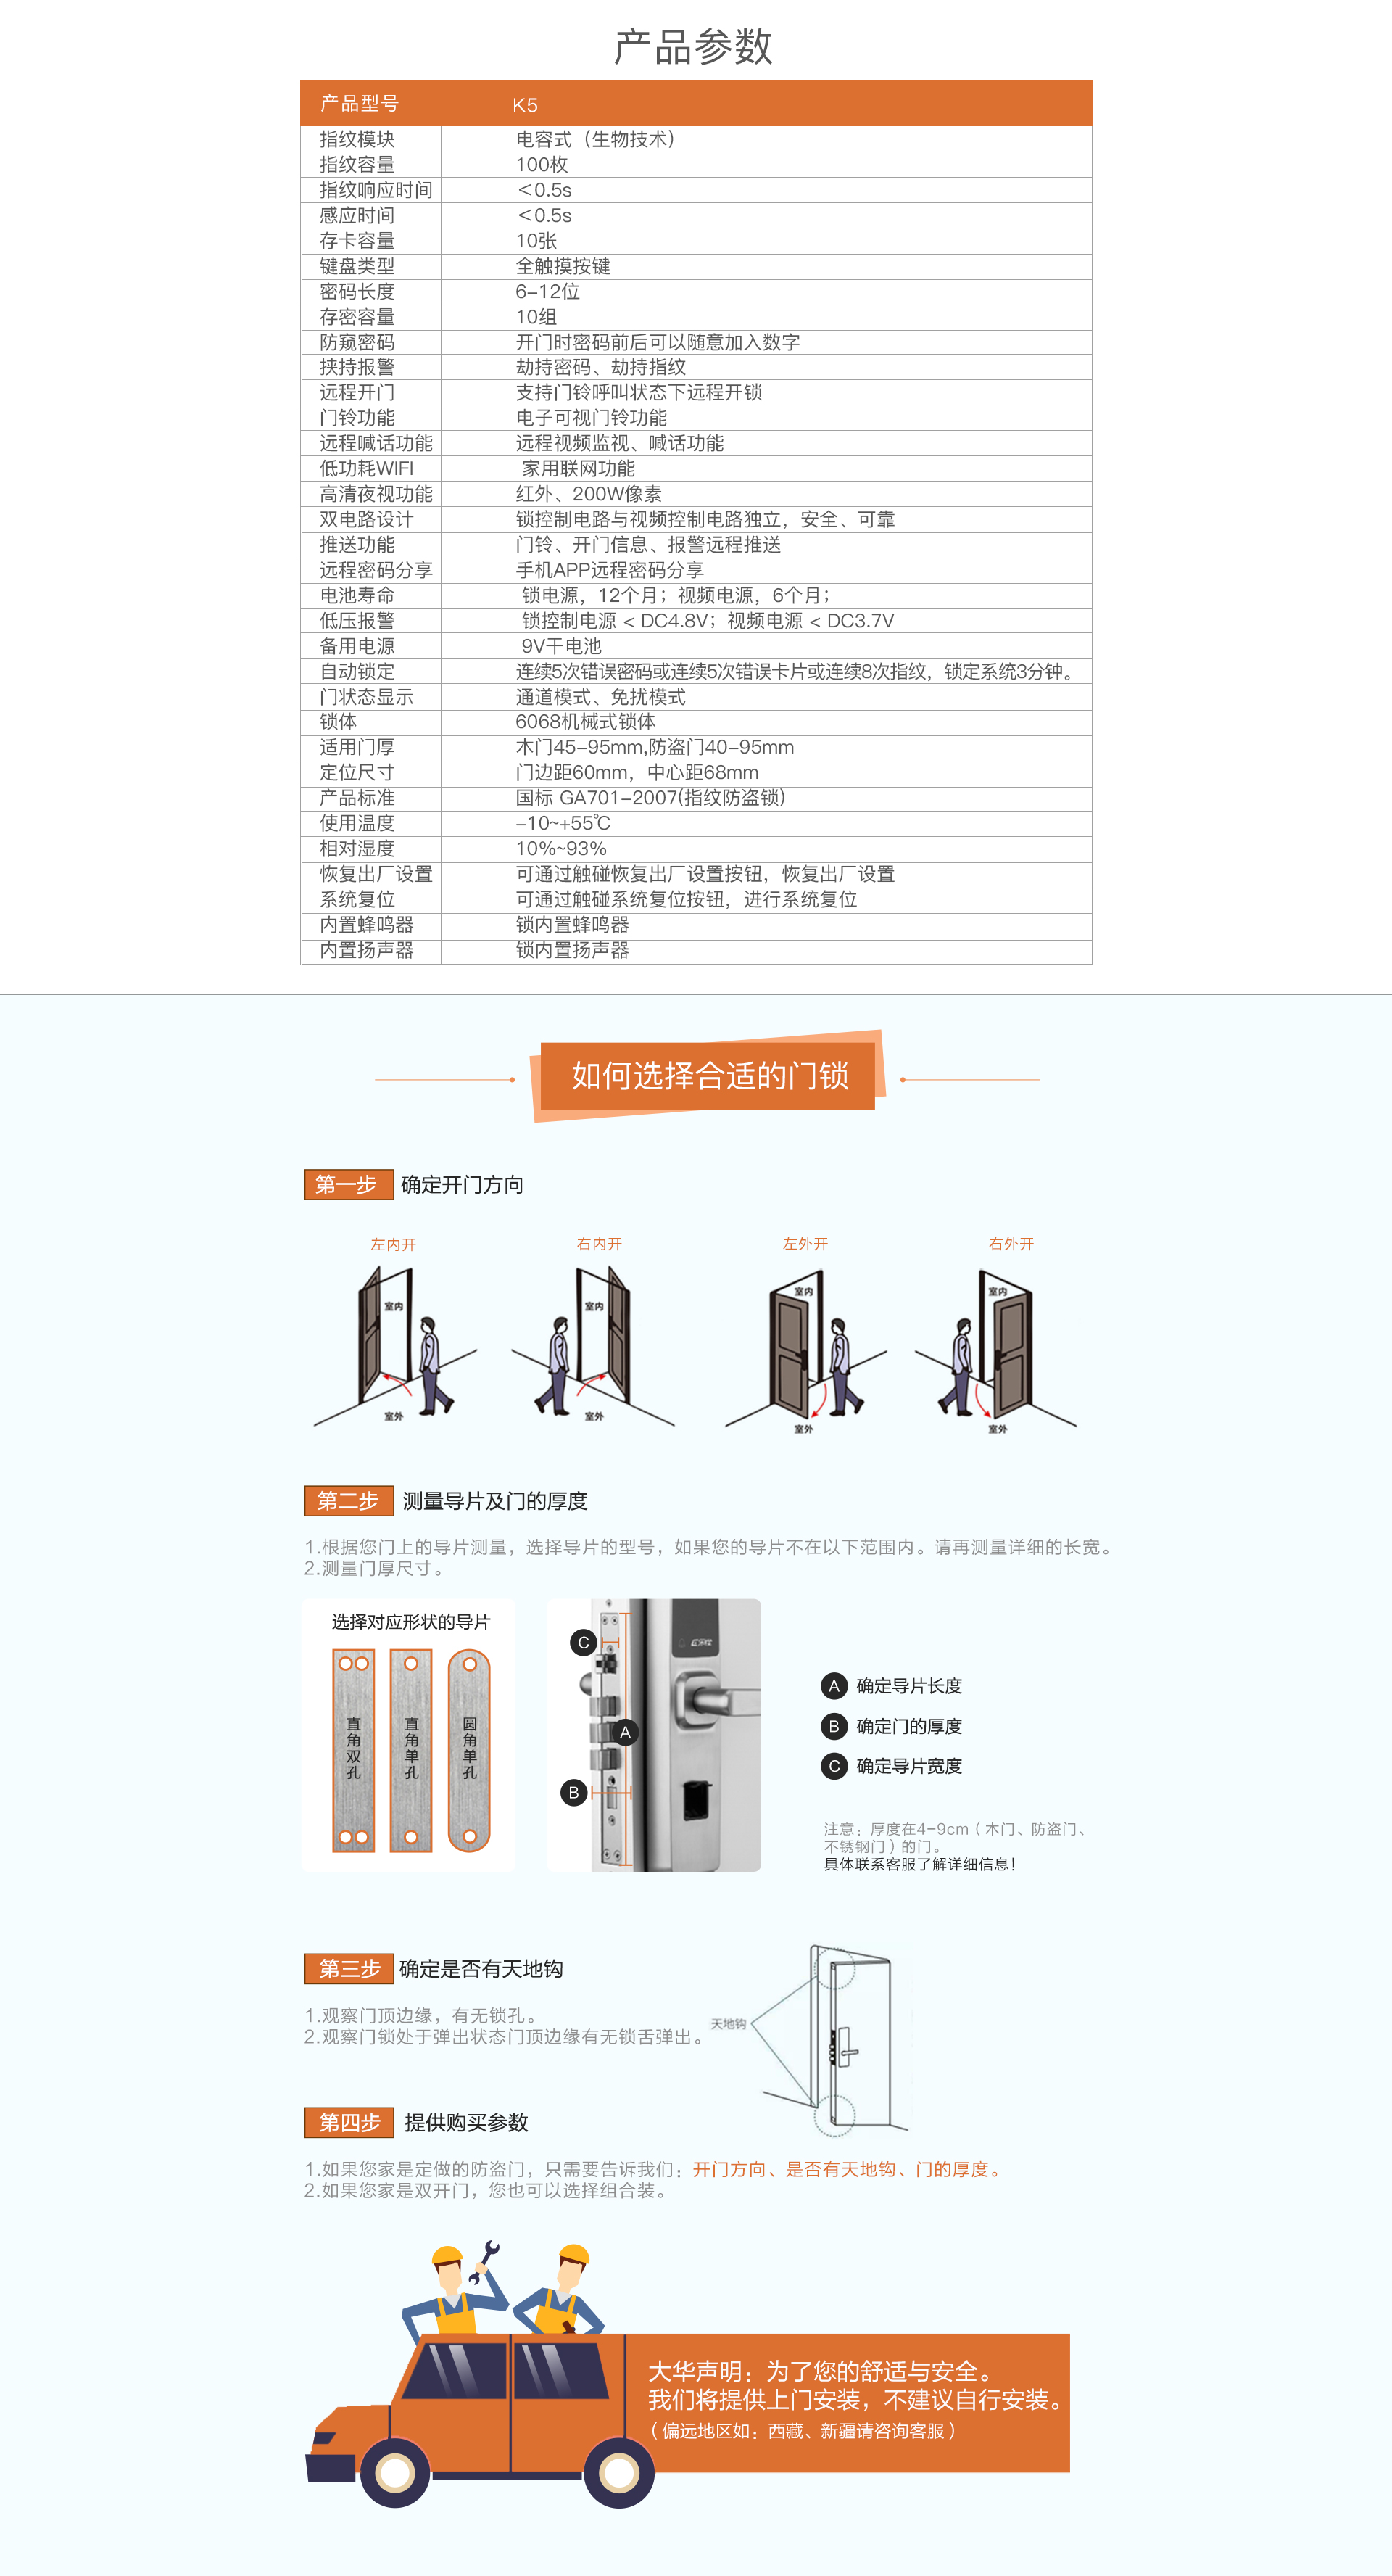 产品参数
产品型号 K5
指纹模块 电容式（生物技术）
指纹容量 100枚
指纹响应时间 <0.5s
感应时间 <0.5s
存卡容量 10张
键盘类型 全触摸按键
密码长度 6-12位
存密容量 10组
防窥密码 开门时密码前后可以随意加入数字
挟持报警 劫持密码、劫持指纹
远程开门 支持门铃呼叫状态下远程开锁
门铃功能 电子可视门铃功能
远程喊话功能 远程视频监视、喊话功能
低功耗WIFI 家用联网功能
高清夜视功能 红外、200W像素
双电路设计 锁控制电路与视频控制电路独立，安全、可靠
推送功能 门铃、开门信息、报警远程推送
远程密码分享 手机APP远程密码分享
电池寿命 锁电源，12个月；视频电源，6个月；
低压报警 锁控制电源 < DC4.8V；视频电源 < DC3.7V
备用电源 9V干电池
自动锁定 连续5次错误密码或连续5次错误卡片或连续8次指纹，锁定系统3分钟。
门状态显示 通道模式、免扰模式
锁体 6068机械式锁体
适用门厚 木门45-95mm,防盗门40-95mm
定位尺寸 门边距60mm，中心距68mm
产品标准 国标 GA701-2007(指纹防盗锁)
使用温度 -10~+55℃
相对湿度 10%~93%
恢复出厂设置 可通过触碰恢复出厂设置按钮，恢复出厂设置
系统复位 可通过触碰系统复位按钮，进行系统复位
内置蜂鸣器 锁内置蜂鸣器
内置扬声器 锁内置扬声器
如何选择合适的门锁
第一步 确定开门方向
左内开 右内开 左外开 右外开
室内 室内 室内 室内
室外 室外 室外 室外
第二步 测量导片及门的厚度
1.根据您门上的导片测量，选择导片的型号，如果您的导片不在以下范围内。请再测量详细的长宽。
2.测量门厚尺寸。
选择对应形状的导片
直角双孔 直角单孔 圆角单孔
C
A
B
A 确定导片长度
B 确定门的厚度
C 确定导片宽度
注意：厚度在4-9cm（木门、防盗门、
不锈钢门）的门。
具体联系客服了解详细信息！
第三步 确定是否有天地钩
1.观察门顶边缘，有无锁孔。
2.观察门锁处于弹出状态门顶边缘有无锁舌弹出。
天地钩
第四步 提供购买参数
1.如果您家是定做的防盗门，只需要告诉我们：开门方向、是否有天地钩、门的厚度。
2.如果您家是双开门，您也可以选择组合装。
大华声明：为了您的舒适与安全。
我们将提供上门安装，不建议自行安装。
（偏远地区如：西藏、新疆请咨询客服）